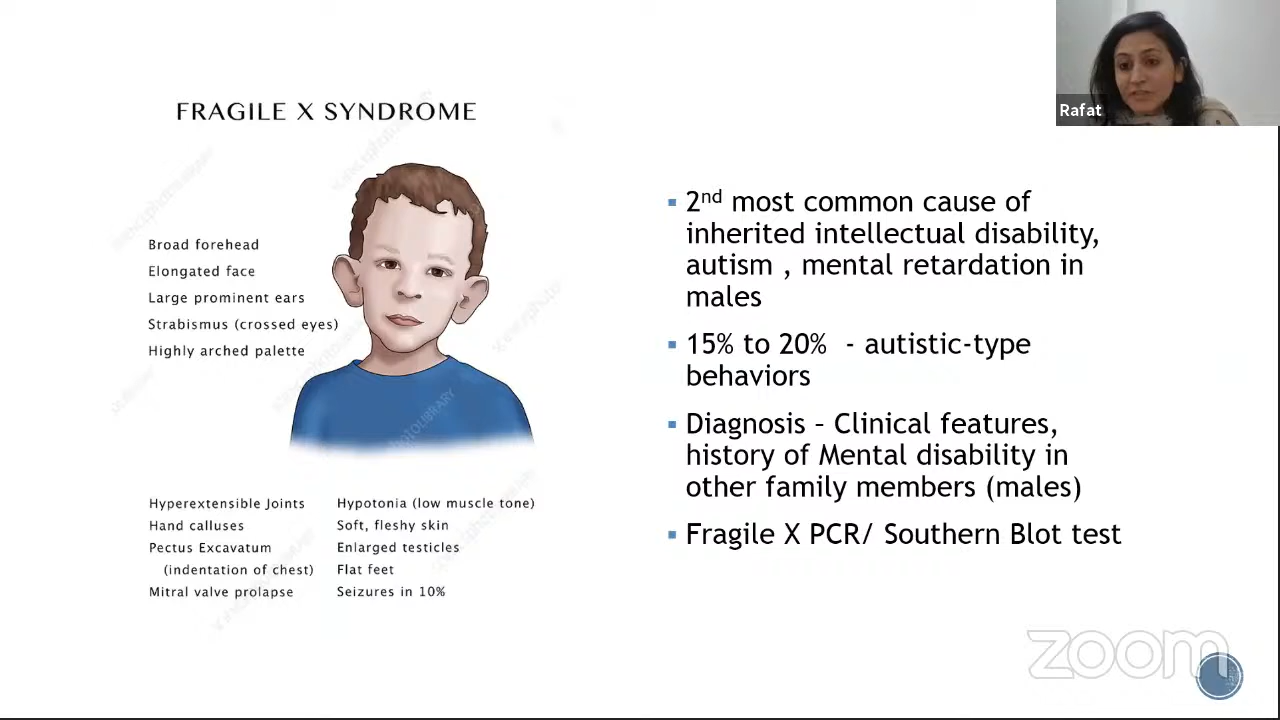 Rafat
FRAGILE X SYNDROME
Broad forehead
Elongated face
Large prominent ears
Strabismus (crossed eyes)
Highly arched palette
Hyperextensible Joints
Hand calluses
Pectus Excavatum
(indentation of chest)
Mitral valve prolapse
Hypotonia (low muscle tone)
Soft, fleshy skin
Enlarged testicles
Flat feet
Seizures in 10%
2nd most common cause of
inherited intellectual disability,
autism , mental retardation in
males
15% to 20% - autistic-type
behaviors
Diagnosis – Clinical features,
history of Mental disability in
other family members (males)
Fragile X PCR/ Southern Blot test
zoom